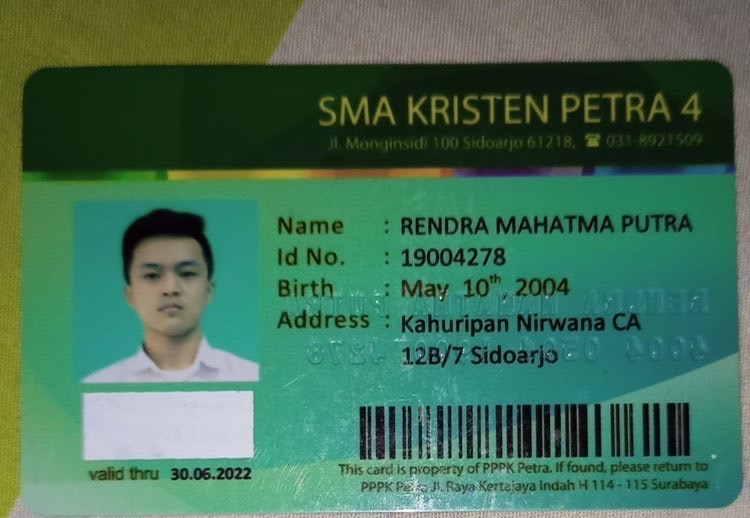 SMA KRISTEN PETRA 4
Jl. Monginsidi 100 Sidoarjo 61218, ☎ 031-8921509
Name : RENDRA MAHATMA PUTRA
Id No. : 19004278
Birth : May 10th, 2004
Address : Kahuripan Nirwana CA
12B/7 Sidoarjo
valid thru 30.06.2022
This card is property of PPPK Petra. If found, please return to
PPPK Petra Jl. Raya Kertajaya Indah H 114 - 115 Surabaya